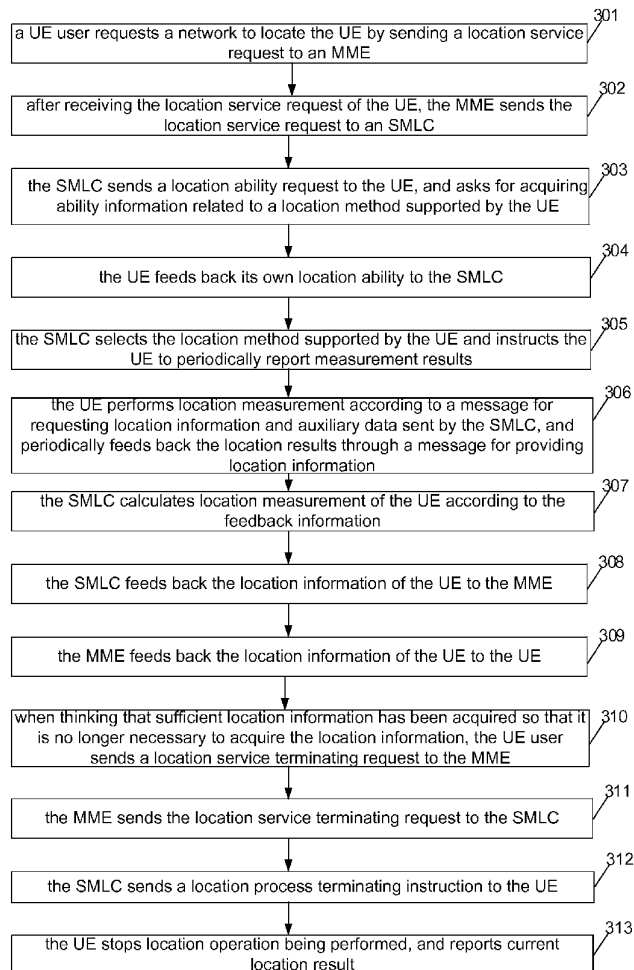 301
a UE user requests a network to locate the UE by sending a location service
request to an MME
302
after receiving the location service request of the UE, the MME sends the
location service request to an SMLC
303
the SMLC sends a location ability request to the UE, and asks for acquiring
ability information related to a location method supported by the UE
304
the UE feeds back its own location ability to the SMLC
305
the SMLC selects the location method supported by the UE and instructs the
UE to periodically report measurement results
306
the UE performs location measurement according to a message for
requesting location information and auxiliary data sent by the SMLC, and
periodically feeds back the location results through a message for providing
location information
307
the SMLC calculates location measurement of the UE according to the
feedback information
308
the SMLC feeds back the location information of the UE to the MME
309
the MME feeds back the location information of the UE to the UE
310
when thinking that sufficient location information has been acquired so that it
is no longer necessary to acquire the location information, the UE user
sends a location service terminating request to the MME
311
the MME sends the location service terminating request to the SMLC
312
the SMLC sends a location process terminating instruction to the UE
313
the UE stops location operation being performed, and reports current
location result